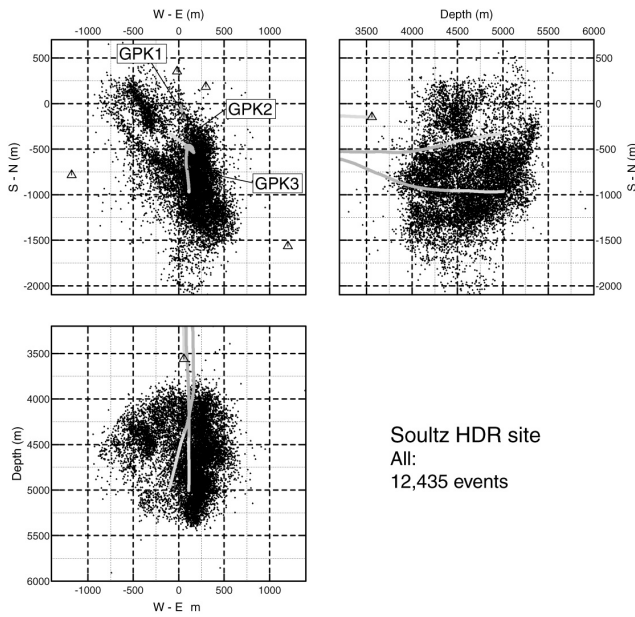 W - E (m)
-1000 -500 0 500 1000
500
0
-500
-1000
-1500
-2000
S - N (m)
GPK1
GPK2
GPK3
Depth (m)
3500 4000 4500 5000 5500 6000
500
0
-500
-1000
-1500
-2000
S - N (m)
3500
4000
4500
5000
5500
6000
Depth (m)
-1000 -500 0 500 1000
W - E m
Soultz HDR site
All:
12,435 events